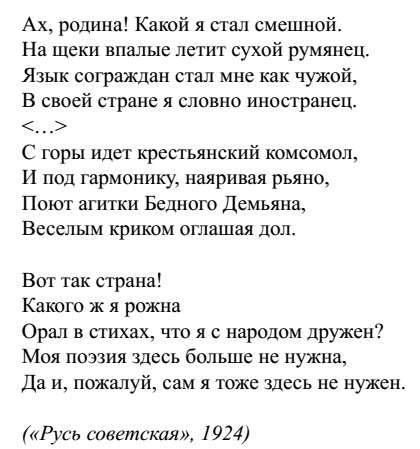 Ах, родина! Какой я стал смешной.
На щеки впалые летит сухой румянец.
Язык сограждан стал мне как чужой,
В своей стране я словно иностранец.
<…>
С горы идет крестьянский комсомол,
И под гармонику, наяривая рьяно,
Поют агитки Бедного Демьяна,
Веселым криком оглашая дол.

Вот так страна!
Какого ж я рожна
Орал в стихах, что я с народом дружен?
Моя поэзия здесь больше не нужна,
Да и, пожалуй, сам я тоже здесь не нужен.

(«Русь советская», 1924)